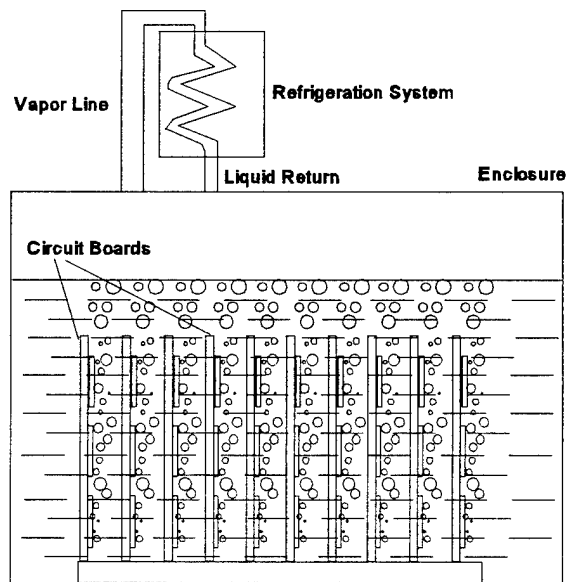 Vapor Line
Refrigeration System
Liquid Return
Enclosure
Circuit Boards